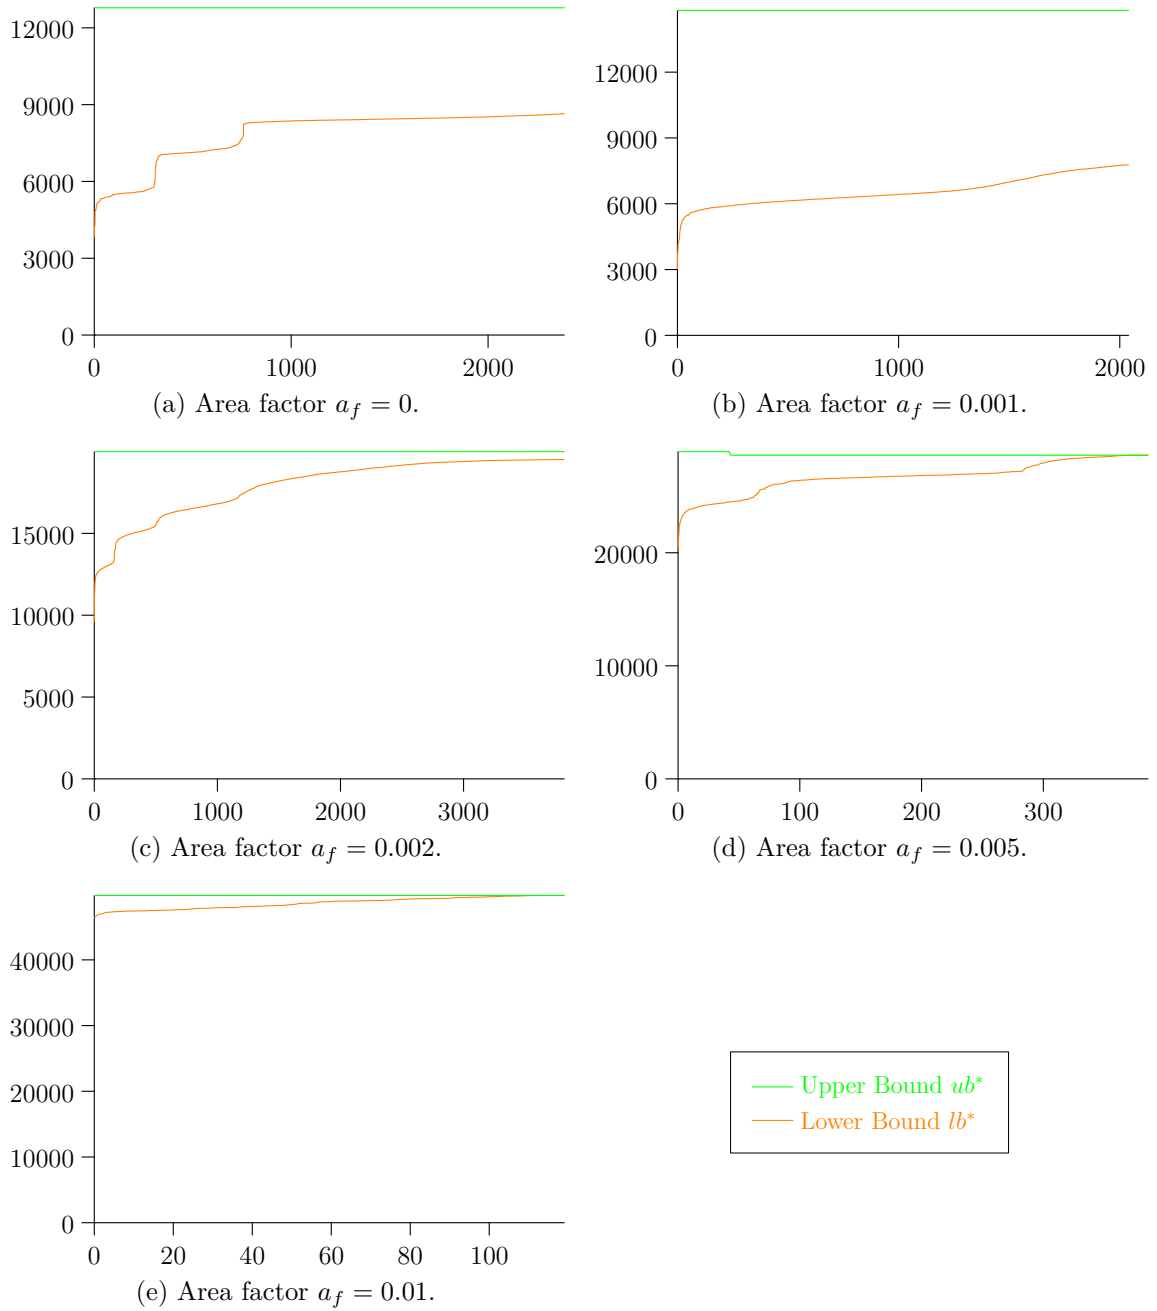 12000
9000
6000
3000
0
0 1000 2000
(a) Area factor a_f = 0.
12000
9000
6000
3000
0
0 1000 2000
(b) Area factor a_f = 0.001.
15000
10000
5000
0
0 1000 2000 3000
(c) Area factor a_f = 0.002.
20000
10000
0
0 100 200 300
(d) Area factor a_f = 0.005.
40000
30000
20000
10000
0
0 20 40 60 80 100
(e) Area factor a_f = 0.01.
Upper Bound ub*
Lower Bound lb*